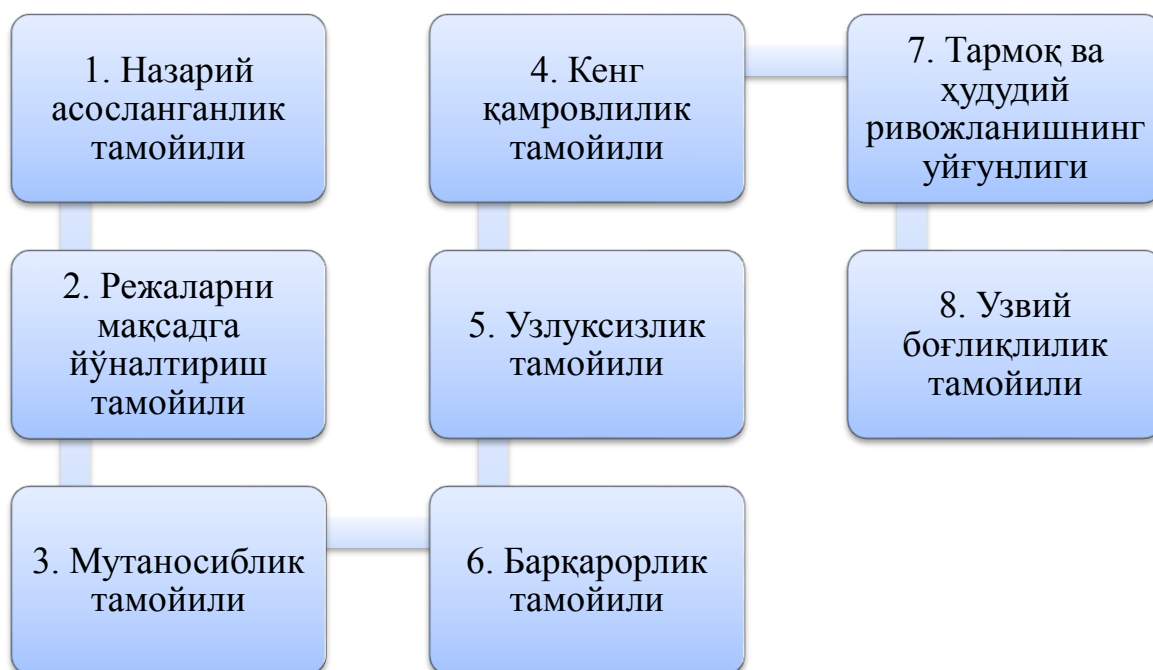 1. Назарий
асосланганлик
тамойили
2. Режаларни
мақсадга
йўналтириш
тамойили
3. Мутаносиблик
тамойили
4. Кенг
қамровлилик
тамойили
5. Узлуксизлик
тамойили
6. Барқарорлик
тамойили
7. Тармоқ ва
ҳудудий
ривожланишнинг
уйғунлиги
8. Узвий
боғлиқлилик
тамойили